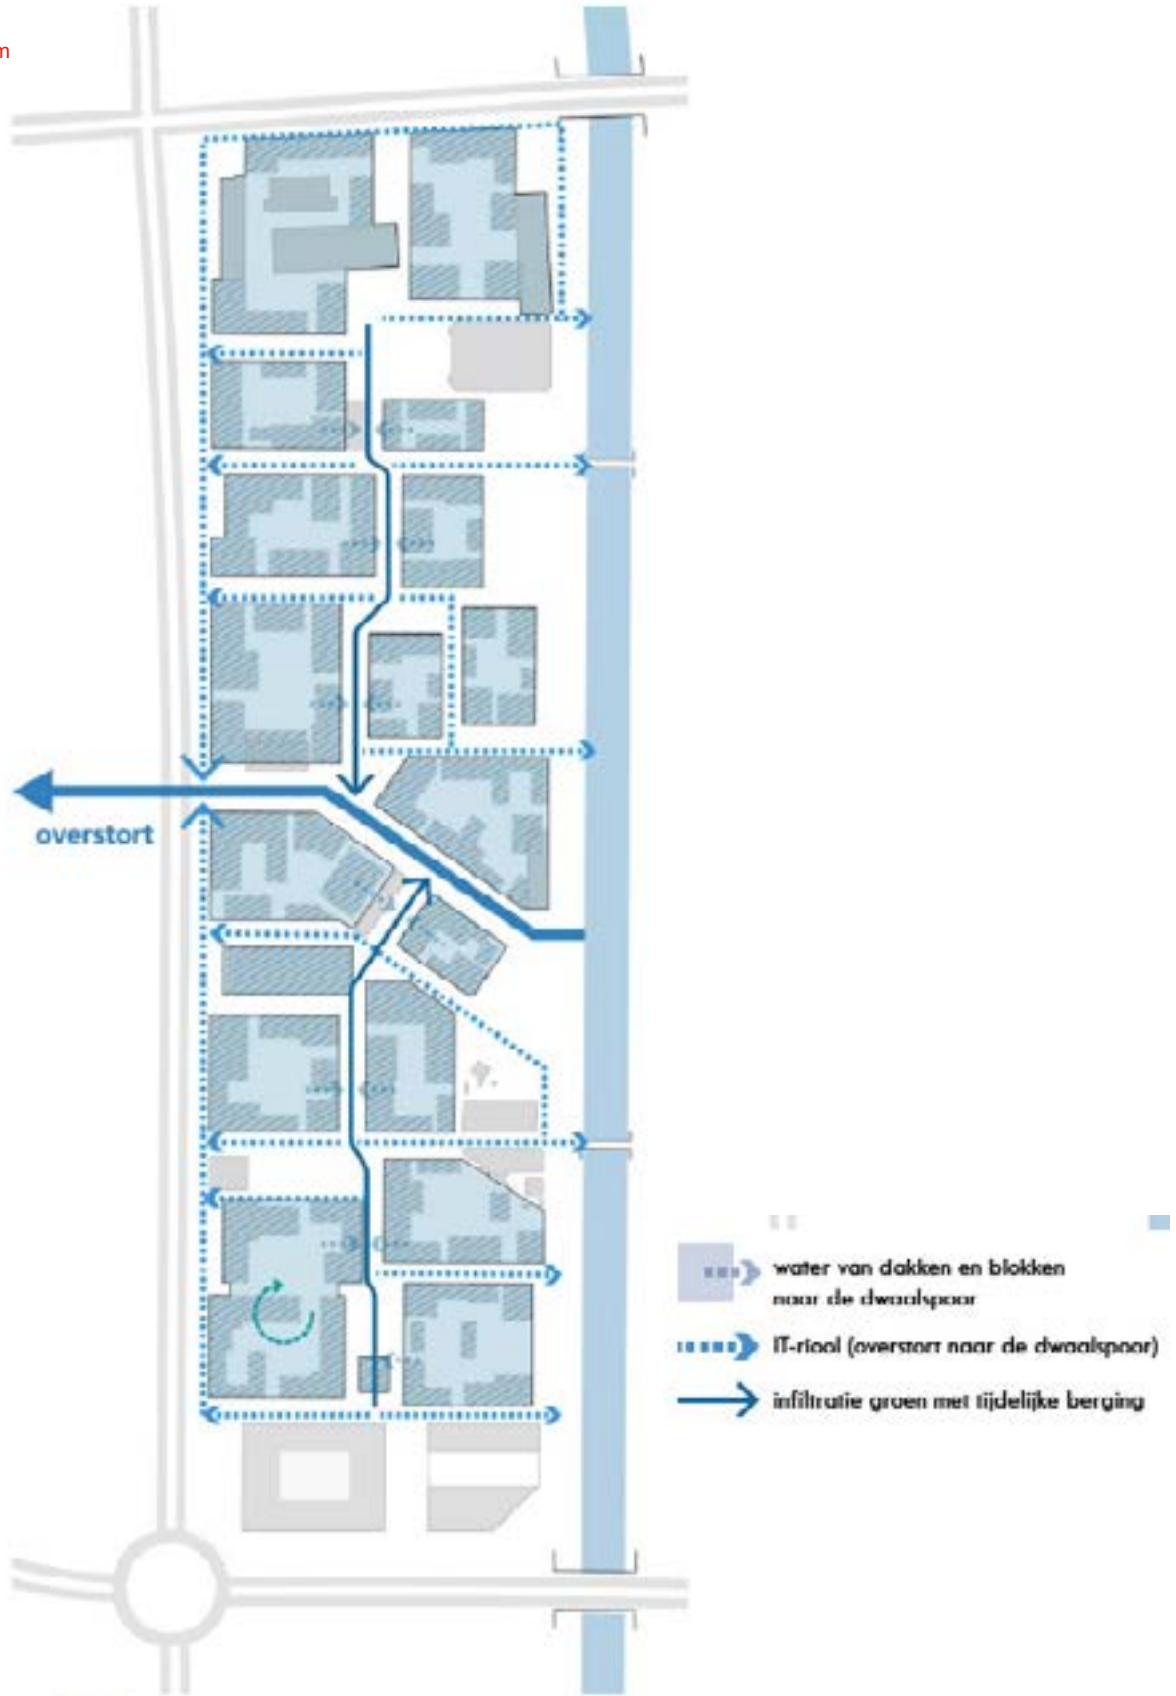 m
overstort
water van dakken en blokken
naar de dwaalspoor
IT-riool (overstort naar de dwaalspoor)
infiltratie groen met tijdelijke berging